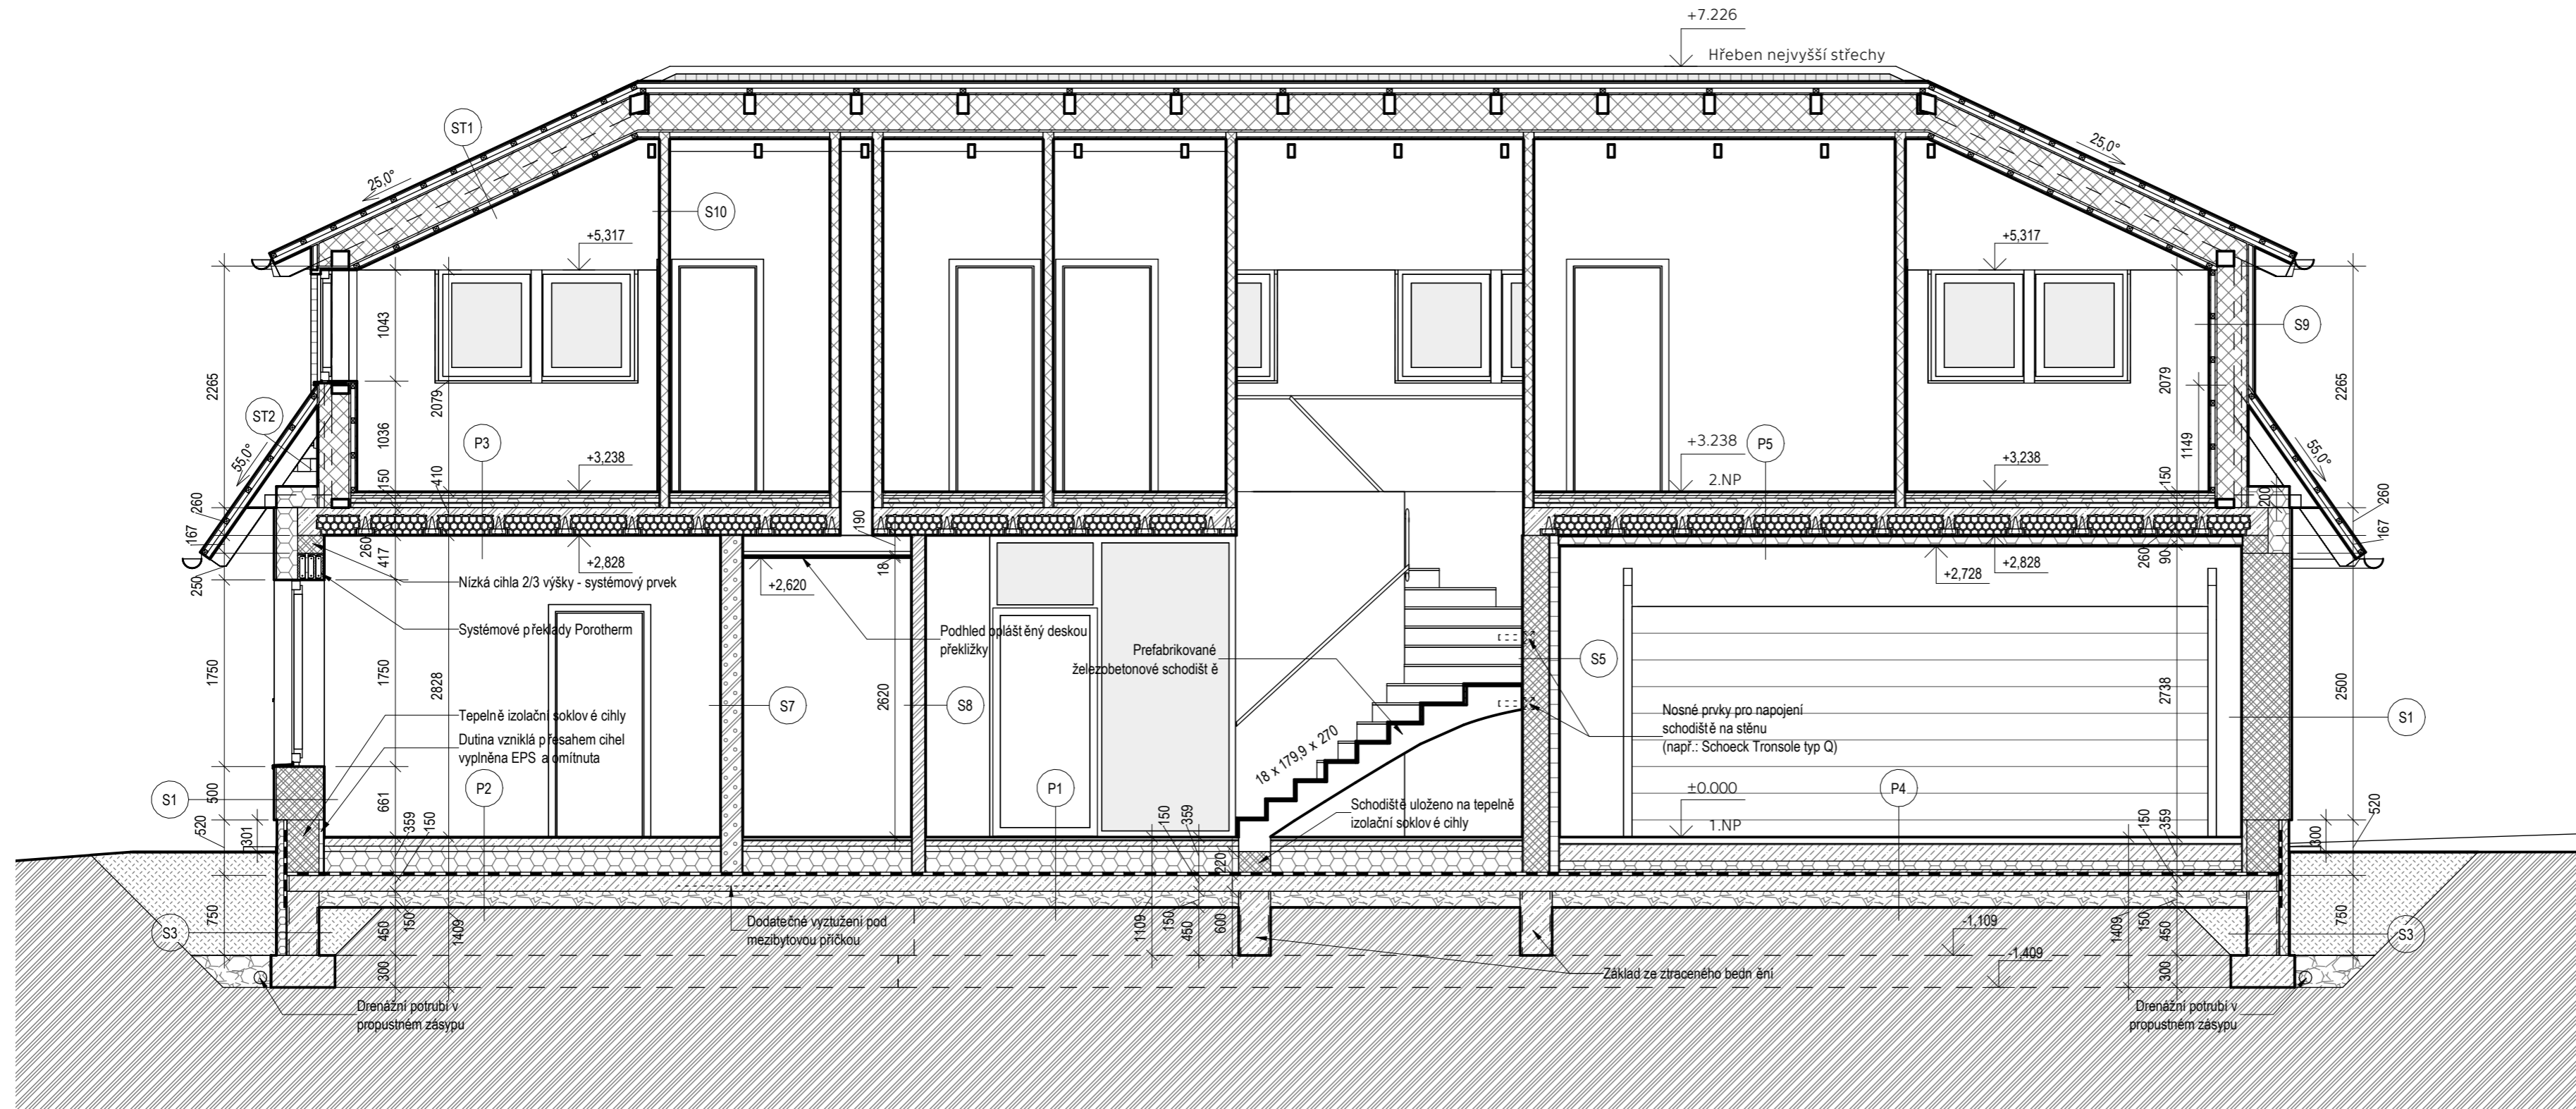 +7.226
Hřeben nejvyšší střechy
ST1
25,0°
25,0°
S10
+5,317
+5,317
1043
2265
2079
S9
2079
2265
ST2
P3
1036
+3.238
P5
1149
55,0°
55,0°
+3,238
+3,238
150
410
2.NP
150
260
200
260
167
190
167
260
417
+2,828
18
+2,728
+2,828
260
90
250
Nízká cihla 2/3 výšky - systémový prvek
+2,620
Systémové překlady Porotherm
Podhled opláštěný deskou
překližky
Prefabrikované
železobetonové schodiště
S5
1750
1750
2828
2620
2738
2500
S7
S8
Tepelně izolační soklové cihly
Dutina vzniklá přesahem cihel
vyplněna EPS a omítnuta
Nosné prvky pro napojení
schodiště na stěnu
(např.: Schoeck Tronsole typ Q)
S1
18 x 179,9 x 270
S1
500
661
P2
P1
±0.000
P4
Schodiště uloženo na tepelně
izolační soklové cihly
1.NP
520
301
359
150
150
359
150
359
300
520
220
750
S3
450
150
1409
Dodatečné vyztužení pod
mezibytovou příčkou
1109
150
450
600
-1,109
1409
150
450
750
S3
-1,409
300
Základ ze ztraceného bednění
300
Drenážní potrubí v
propustném zásypu
Drenážní potrubí v
propustném zásypu